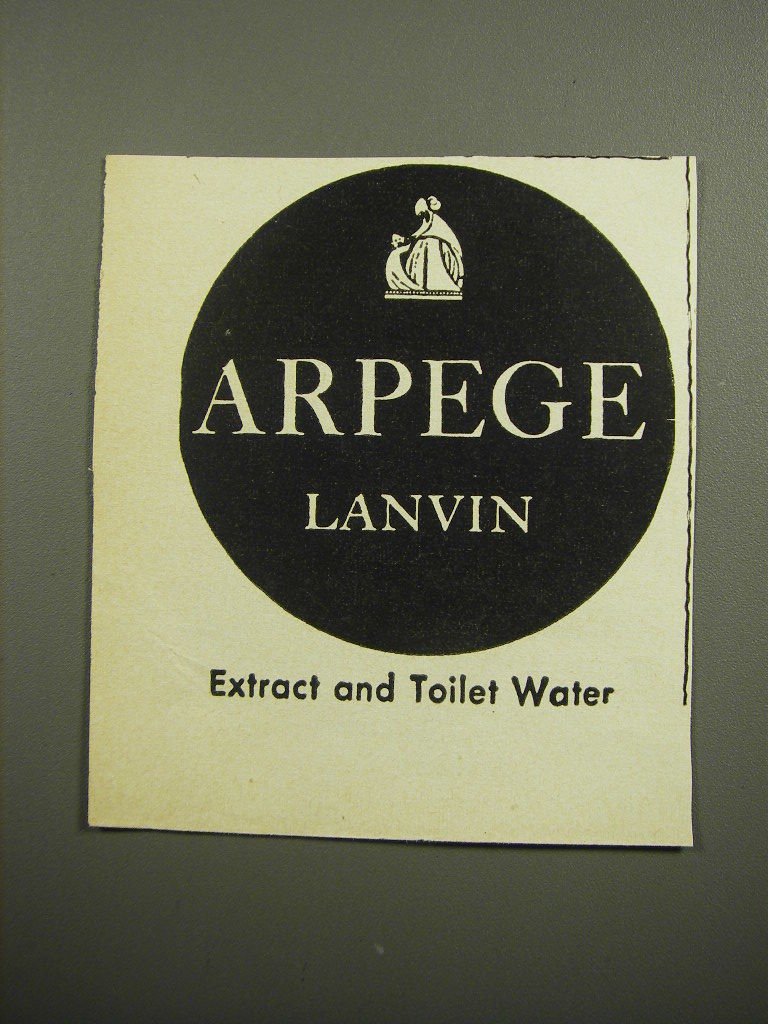 ARPEGE
LANVIN
Extract and Toilet Water